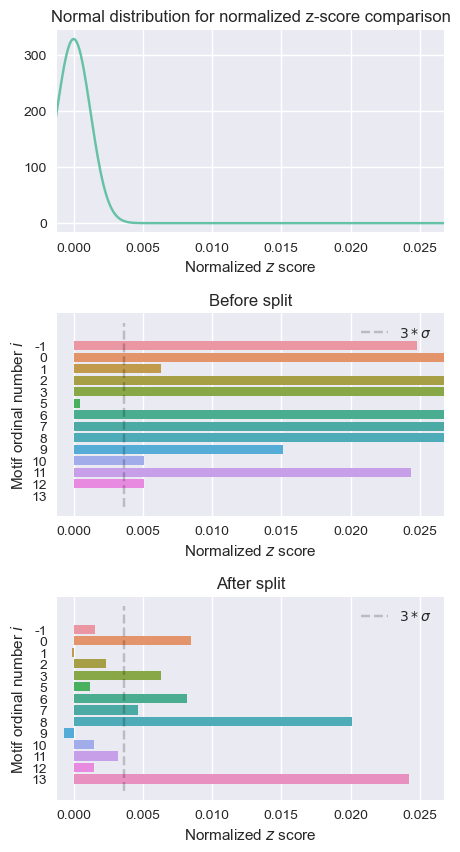 Normal distribution for normalized z-score comparison
300
200
100
0
0.000 0.005 0.010 0.015 0.020 0.025
Normalized z score
Before split
3 * σ
Motif ordinal number i
-1
0
1
2
3
5
6
7
8
9
10
11
12
13
0.000 0.005 0.010 0.015 0.020 0.025
Normalized z score
After split
3 * σ
Motif ordinal number i
-1
0
1
2
3
5
6
7
8
9
10
11
12
13
0.000 0.005 0.010 0.015 0.020 0.025
Normalized z score